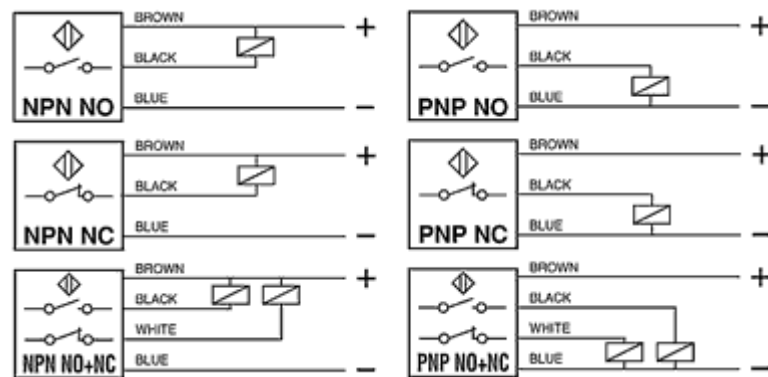 BROWN
+
BLACK
NPN NO
BLUE
−
BROWN
+
BLACK
PNP NO
BLUE
−
BROWN
+
BLACK
NPN NC
BLUE
−
BROWN
+
BLACK
PNP NC
BLUE
−
BROWN
+
BLACK
WHITE
NPN NO+NC
BLUE
−
BROWN
+
BLACK
WHITE
PNP NO+NC
BLUE
−